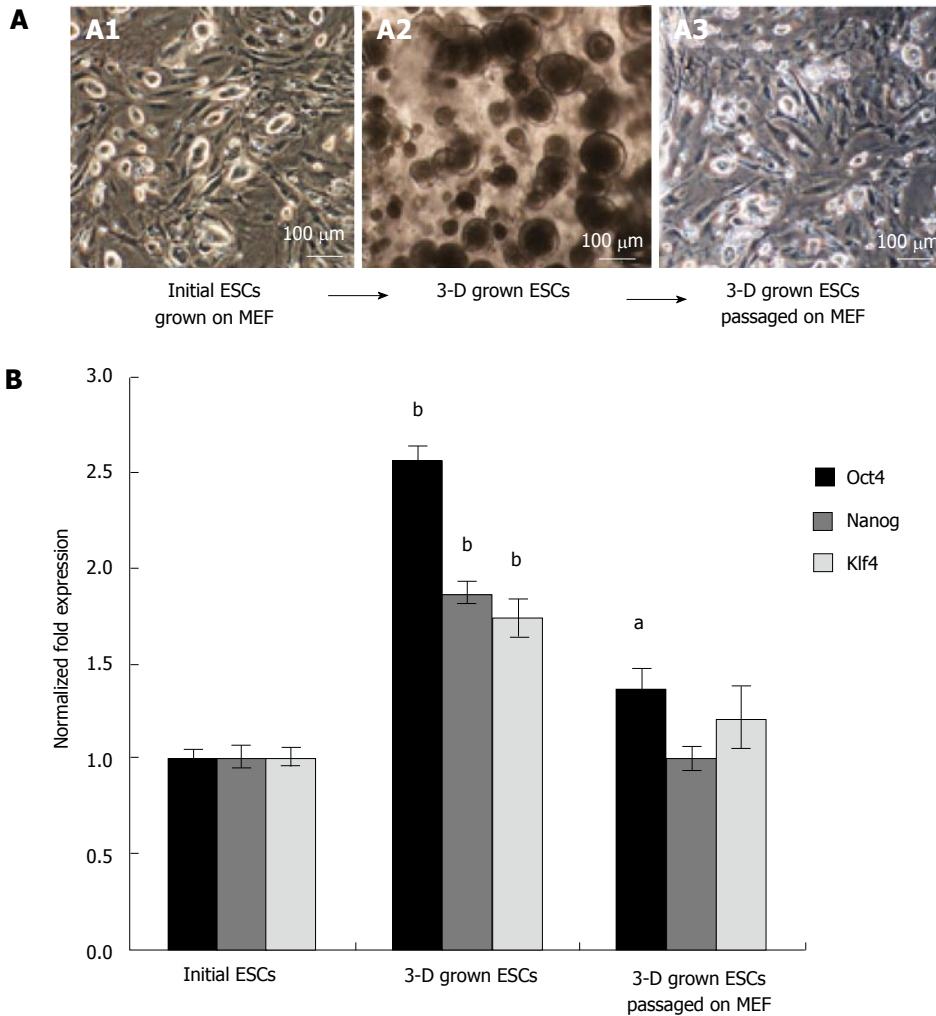 A
A1
A2
A3
100 μm
100 μm
100 μm
Initial ESCs
grown on MEF
3-D grown ESCs
3-D grown ESCs
passaged on MEF
B
Normalized fold expression
3.0
2.5
2.0
1.5
1.0
0.5
0.0
b
b
b
a
Oct4
Nanog
Klf4
Initial ESCs
3-D grown ESCs
3-D grown ESCs
passaged on MEF